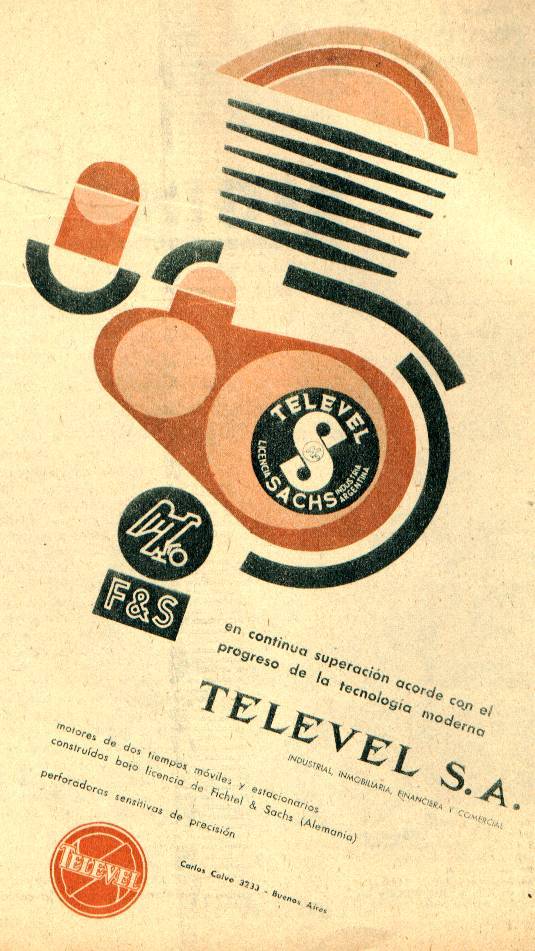 TELEVEL
LICENCIA
SACHS
INDUSTRIA
ARGENTINA
F&S
en continua superación acorde con el
progreso de la tecnología moderna
TELEVEL S.A.
INDUSTRIAL, INMOBILIARIA, FINANCIERA Y COMERCIAL
motores de dos tiempos móviles y estacionarios
construídos bajo licencia de Fichtel & Sachs (Alemania)
perforadoras sensitivas de precisión
TELEVEL
Carlos Calvo 3233 - Buenos Aires